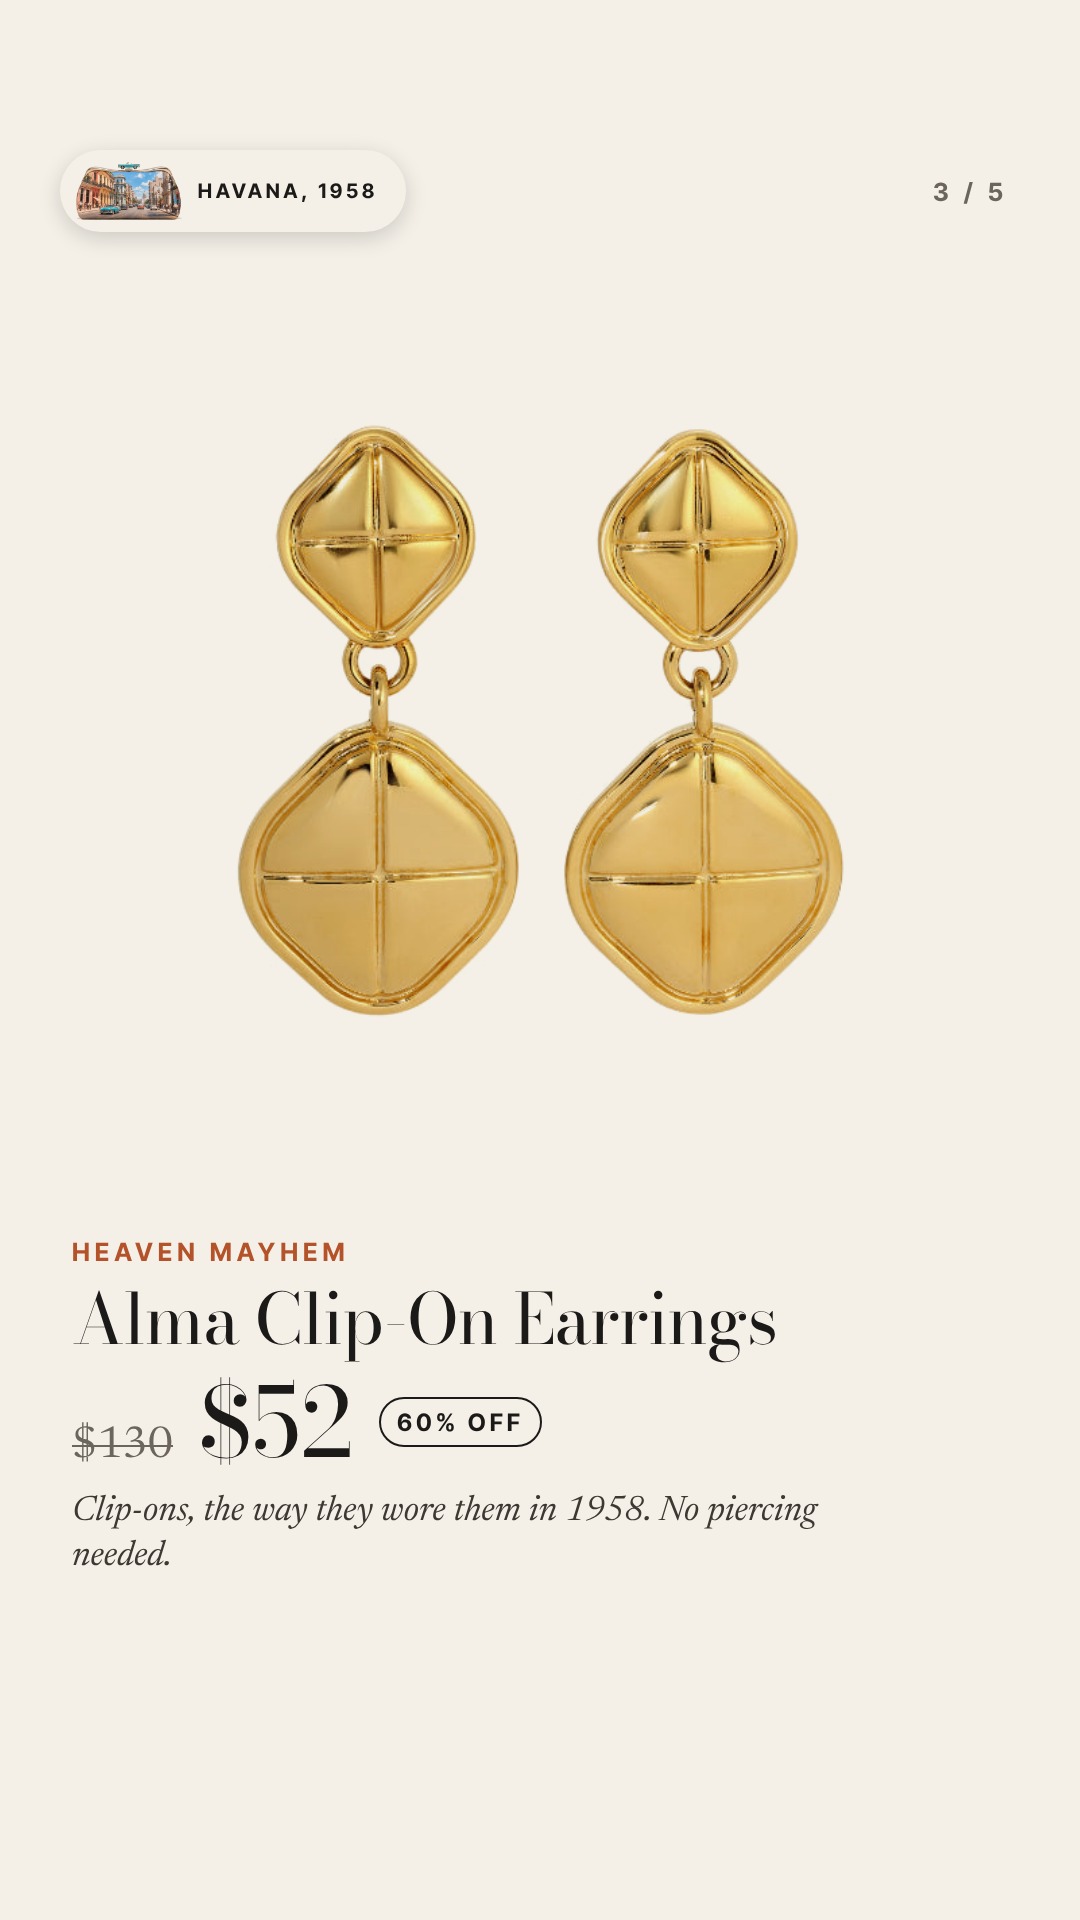 HAVANA, 1958
3 / 5
HEAVEN MAYHEM
Alma Clip-On Earrings
$130 $52 60% OFF
Clip-ons, the way they wore them in 1958. No piercing
needed.